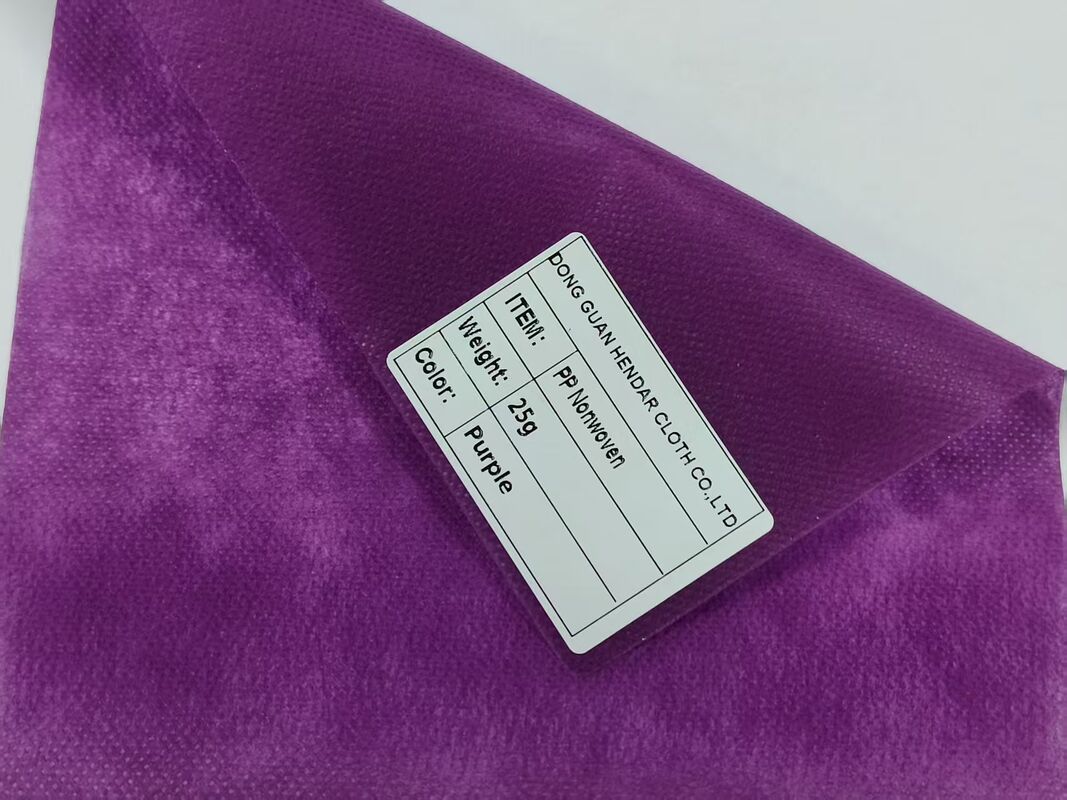 DONG GUAN HENDAR CLOTH CO.,LTD
ITEM: PP Nonwoven
Weight: 25g
Color: Purple